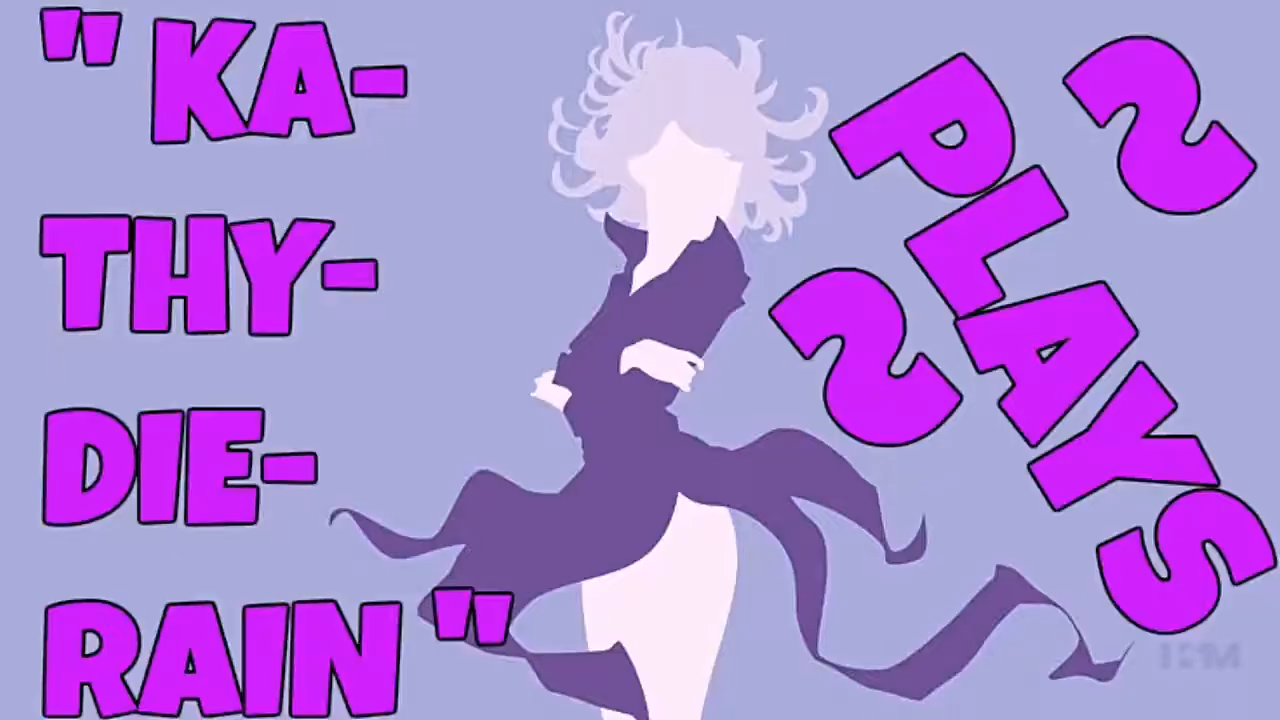 "KA-
THY-
DIE-
RAIN"
~
PLAYS
~